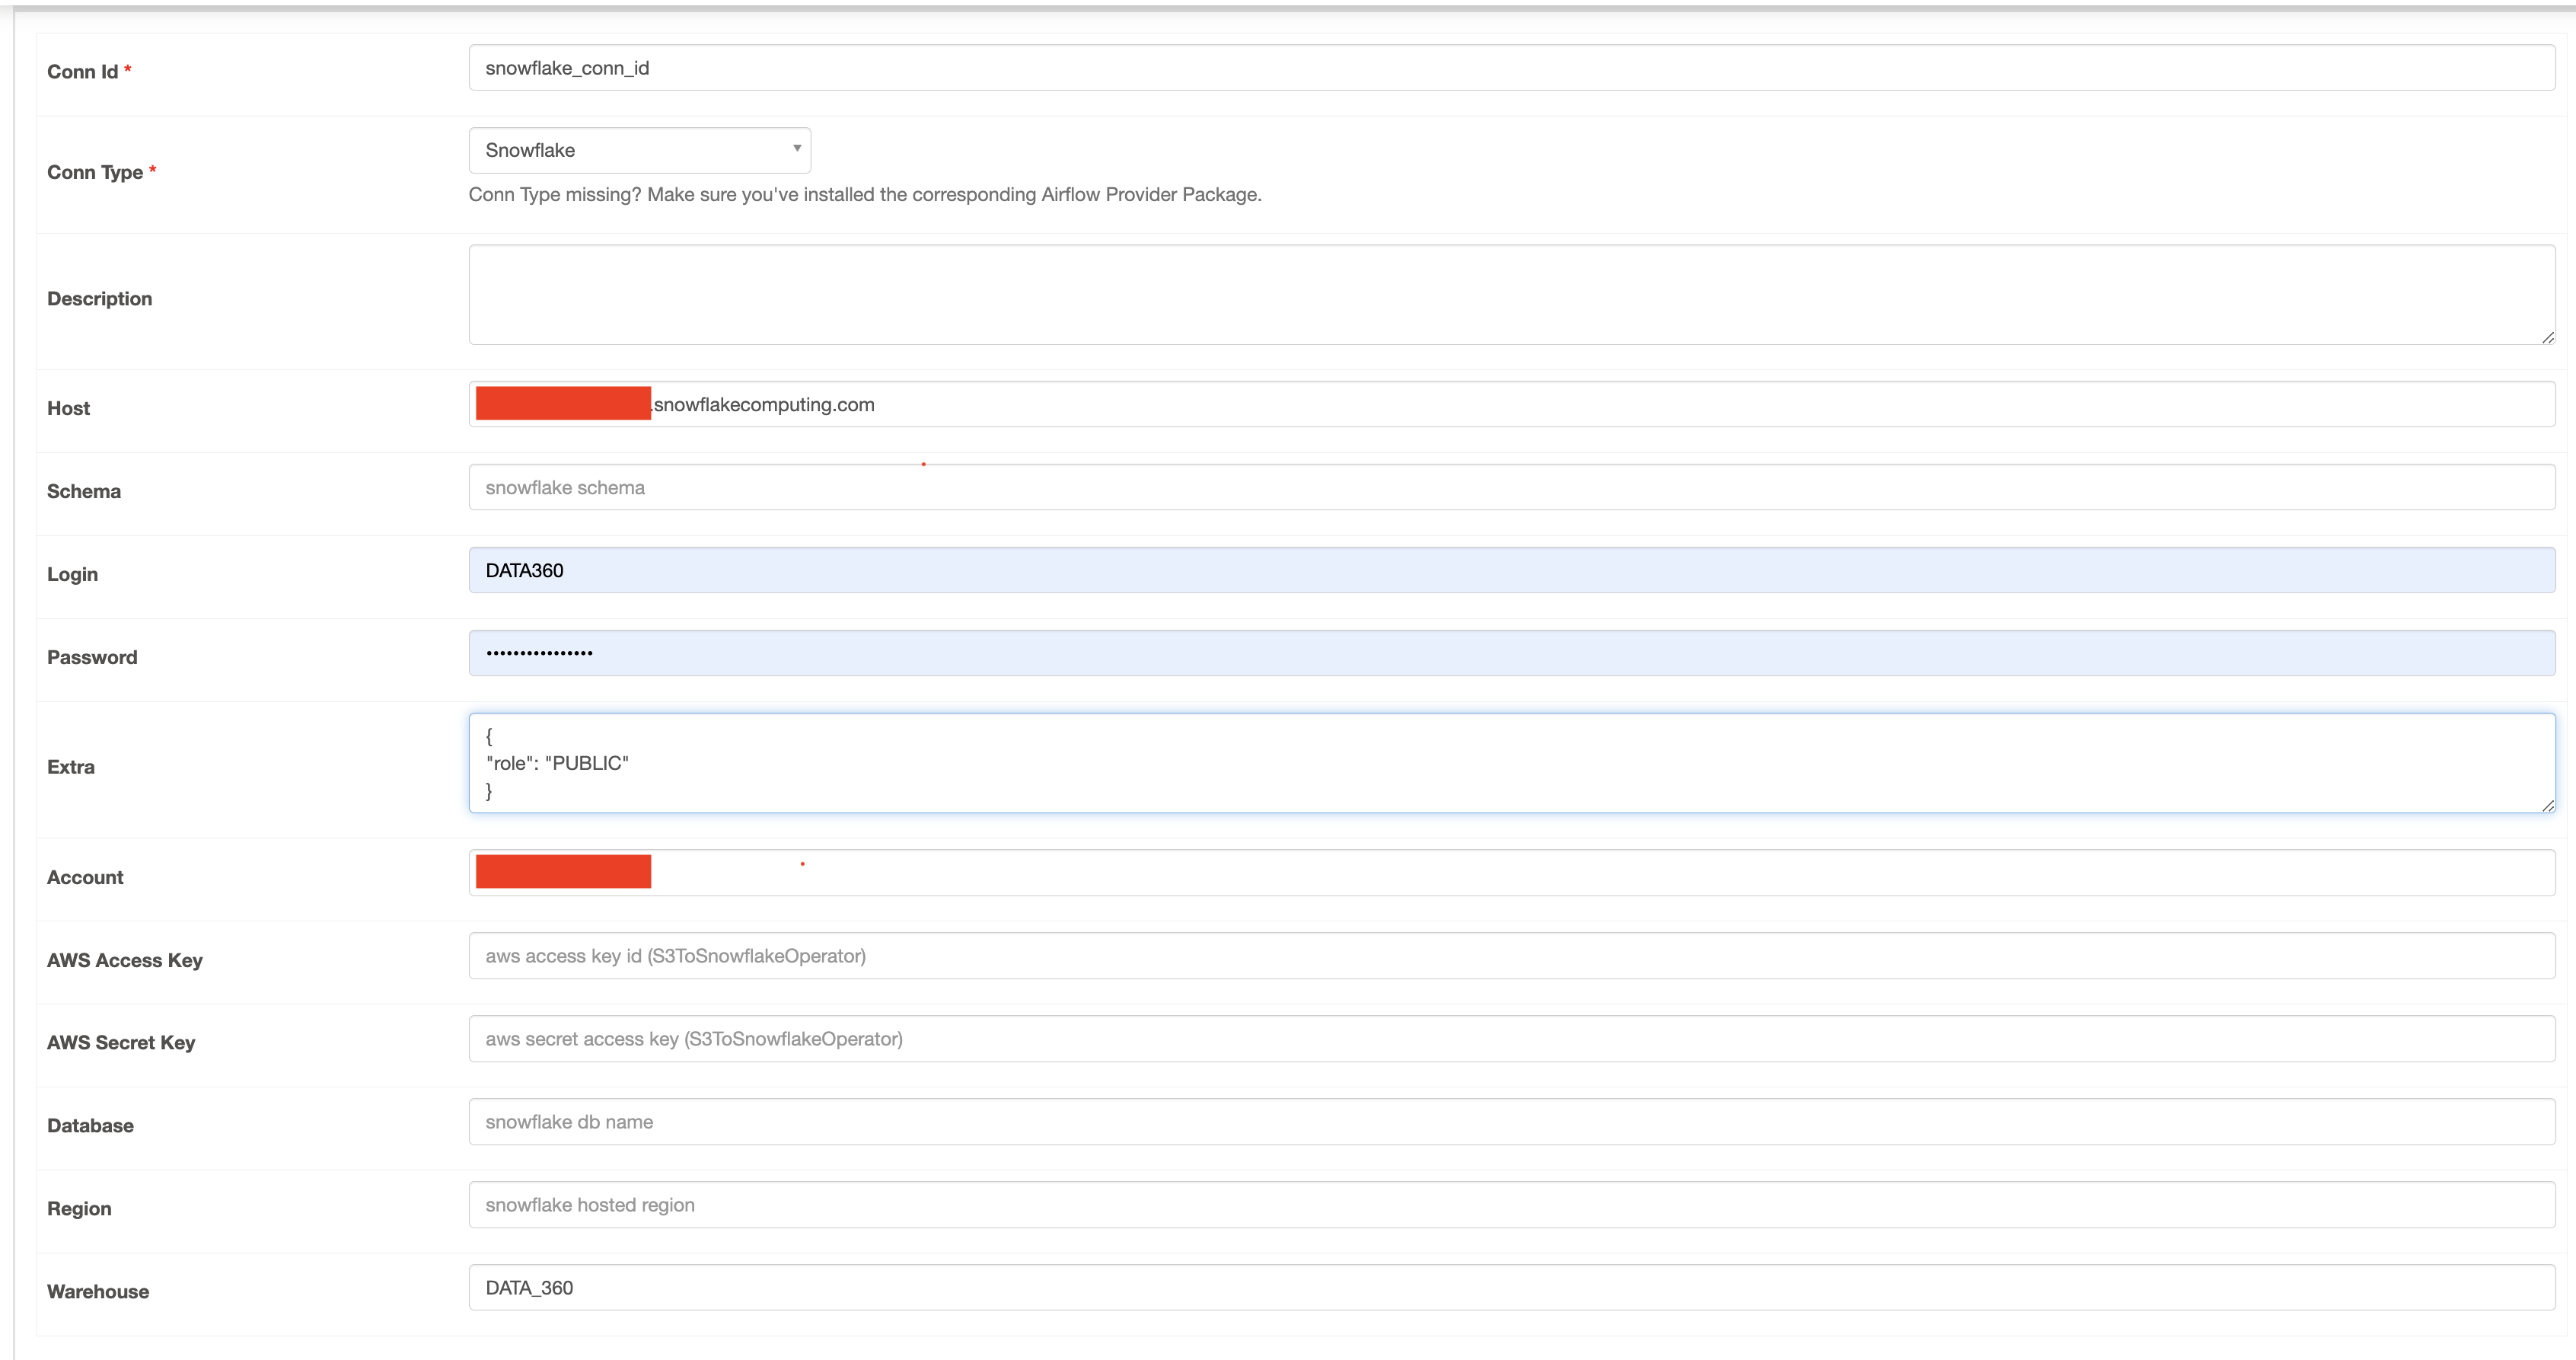 Conn Id *
snowflake_conn_id
Conn Type *
Snowflake
Conn Type missing? Make sure you've installed the corresponding Airflow Provider Package.
Description
Host
.snowflakecomputing.com
Schema
snowflake schema
Login
DATA360
Password
••••••••••••••••
Extra
{
"role": "PUBLIC"
}
Account
AWS Access Key
aws access key id (S3ToSnowflakeOperator)
AWS Secret Key
aws secret access key (S3ToSnowflakeOperator)
Database
snowflake db name
Region
snowflake hosted region
Warehouse
DATA_360